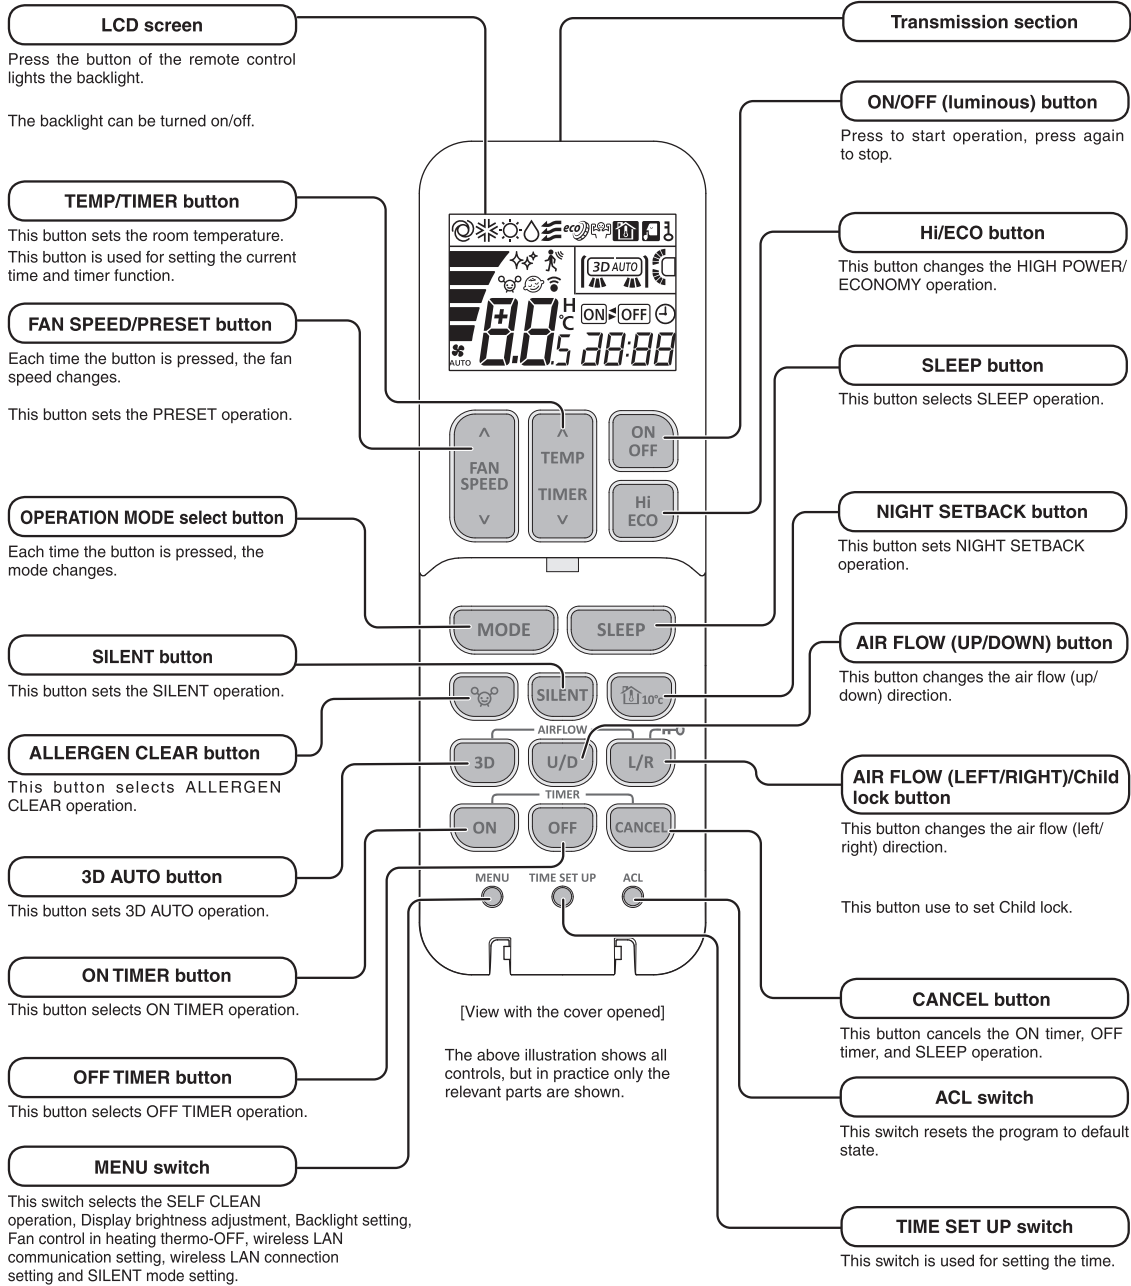 LCD screen
Press the button of the remote control
lights the backlight.
The backlight can be turned on/off.
TEMP/TIMER button
This button sets the room temperature.
This button is used for setting the current
time and timer function.
FAN SPEED/PRESET button
Each time the button is pressed, the fan
speed changes.
This button sets the PRESET operation.
OPERATION MODE select button
Each time the button is pressed, the
mode changes.
SILENT button
This button sets the SILENT operation.
ALLERGEN CLEAR button
This button selects ALLERGEN
CLEAR operation.
3D AUTO button
This button sets 3D AUTO operation.
ON TIMER button
This button selects ON TIMER operation.
OFF TIMER button
This button selects OFF TIMER operation.
MENU switch
This switch selects the SELF CLEAN
operation, Display brightness adjustment, Backlight setting,
Fan control in heating thermo-OFF, wireless LAN
communication setting, wireless LAN connection
setting and SILENT mode setting.
eco
3D AUTO
H
°C
ON OFF
AUTO
8.8.5 28:88
FAN
SPEED
TEMP
TIMER
ON
OFF
Hi
ECO
MODE
SLEEP
SILENT
10°C
AIRFLOW
3D
U/D
L/R
TIMER
ON
OFF
CANCEL
MENU
TIME SET UP
ACL
[View with the cover opened]
The above illustration shows all
controls, but in practice only the
relevant parts are shown.
Transmission section
ON/OFF (luminous) button
Press to start operation, press again
to stop.
Hi/ECO button
This button changes the HIGH POWER/
ECONOMY operation.
SLEEP button
This button selects SLEEP operation.
NIGHT SETBACK button
This button sets NIGHT SETBACK
operation.
AIR FLOW (UP/DOWN) button
This button changes the air flow (up/
down) direction.
AIR FLOW (LEFT/RIGHT)/Child
lock button
This button changes the air flow (left/
right) direction.
This button use to set Child lock.
CANCEL button
This button cancels the ON timer, OFF
timer, and SLEEP operation.
ACL switch
This switch resets the program to default
state.
TIME SET UP switch
This switch is used for setting the time.